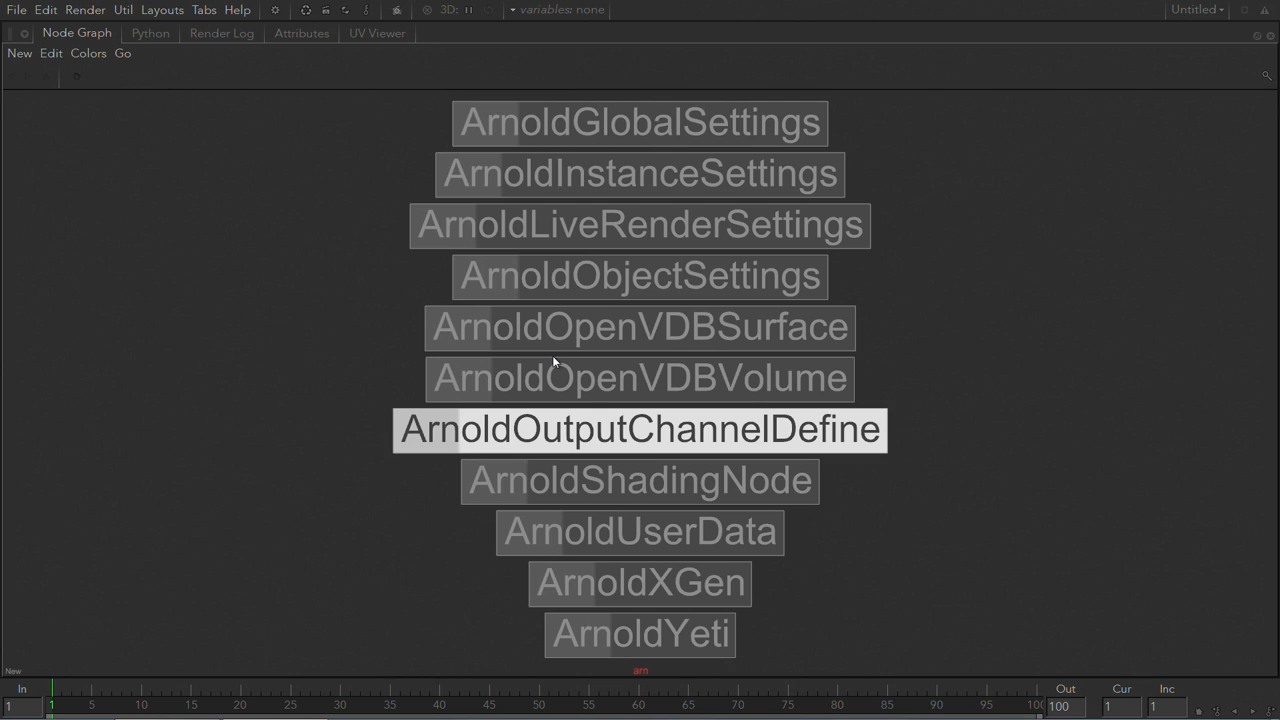 File Edit Render Util Layouts Tabs Help 3D: variables: none Untitled
Node Graph Python Render Log Attributes UV Viewer
New Edit Colors Go
ArnoldGlobalSettings
ArnoldInstanceSettings
ArnoldLiveRenderSettings
ArnoldObjectSettings
ArnoldOpenVDBSurface
ArnoldOpenVDBVolume
ArnoldOutputChannelDefine
ArnoldShadingNode
ArnoldUserData
ArnoldXGen
ArnoldYeti
New arn
In Out Cur Inc
1 1 5 10 15 20 25 30 35 40 45 50 55 60 65 70 75 80 85 90 95 100 1 1